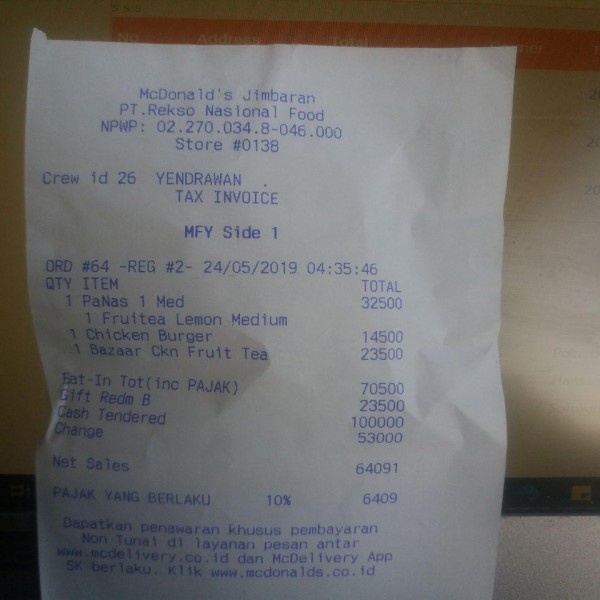 No Address Total
McDonald's Jimbaran
PT.Rekso Nasional Food
NPWP: 02.270.034.8-046.000
Store #0138
Crew id 26 YENDRAWAN .
TAX INVOICE
MFY Side 1
ORD #64 -REG #2- 24/05/2019 04:35:46
QTY ITEM TOTAL
1 PaNas 1 Med 32500
1 Fruitea Lemon Medium
1 Chicken Burger 14500
1 Bazaar Ckn Fruit Tea 23500
Eat-In Tot(inc PAJAK) 70500
Gift Redm B 23500
Cash Tendered 100000
Change 53000
Net Sales 64091
PAJAK YANG BERLAKU 10% 6409
Dapatkan penawaran khusus pembayaran
Non Tunai di layanan pesan antar
www.mcdelivery.co.id dan McDelivery App
SK berlaku. Klik www.mcdonalds.co.id